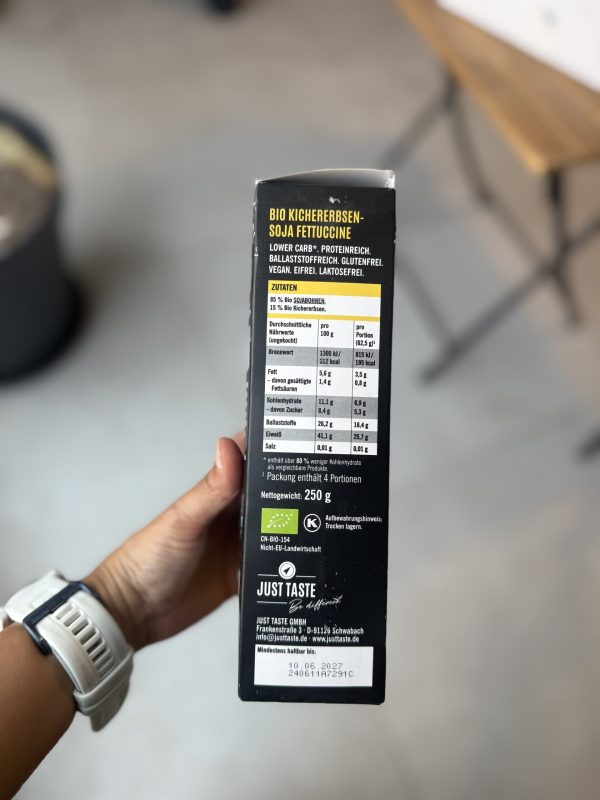 BIO KICHERERBSEN-
SOJA FETTUCCINE
LOWER CARB*. PROTEINREICH.
BALLASTSTOFFREICH. GLUTENFREI.
VEGAN. EIFREI. LAKTOSEFREI.
ZUTATEN
85 % Bio SOJABOHNEN,
15 % Bio Kichererbsen.
Durchschnittliche Nährwerte (ungekocht) pro 100 g pro Portion (62,5 g)¹
Brennwert 1305 kJ / 312 kcal 815 kJ / 195 kcal
Fett 5,6 g 3,5 g
- davon gesättigte Fettsäuren 1,4 g 0,8 g
Kohlenhydrate 11,1 g 6,9 g
- davon Zucker 8,4 g 5,3 g
Ballaststoffe 26,2 g 16,4 g
Eiweiß 41,1 g 25,7 g
Salz 0,01 g 0,01 g
* enthält über 80 % weniger Kohlenhydrate
als vergleichbare Produkte.
¹ Packung enthält 4 Portionen
Nettogewicht: 250 g
K
Aufbewahrungshinweis:
Trocken lagern.
CN-BIO-154
Nicht-EU-Landwirtschaft
JUST TASTE
Be different
JUST TASTE GMBH
Frankenstraße 3 · D-91126 Schwabach
info@justtaste.de · www.justtaste.de
Mindestens haltbar bis:
10.06.2027
240611A7291C